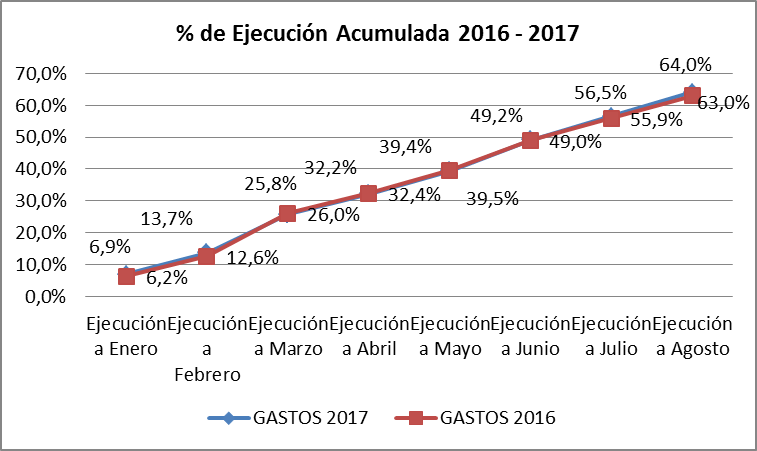 % de Ejecución Acumulada 2016 - 2017
70,0%
60,0%
50,0%
40,0%
30,0%
20,0%
10,0%
0,0%
6,9%
13,7%
25,8%
32,2%
39,4%
49,2%
56,5%
64,0%
6,2%
12,6%
26,0%
32,4%
39,5%
49,0%
55,9%
63,0%
Ejecución
a Enero
Ejecución
a
Febrero
Ejecución
a Marzo
Ejecución
a Abril
Ejecución
a Mayo
Ejecución
a Junio
Ejecución
a Julio
Ejecución
a Agosto
GASTOS 2017
GASTOS 2016